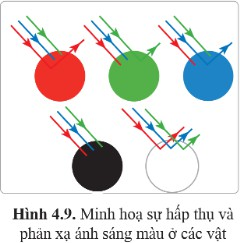 Hình 4.9. Minh hoạ sự hấp thụ và
phản xạ ánh sáng màu ở các vật